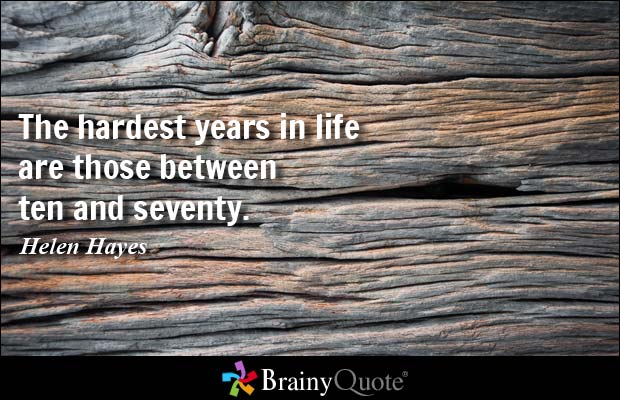 The hardest years in life
are those between
ten and seventy.
Helen Hayes
BrainyQuote®